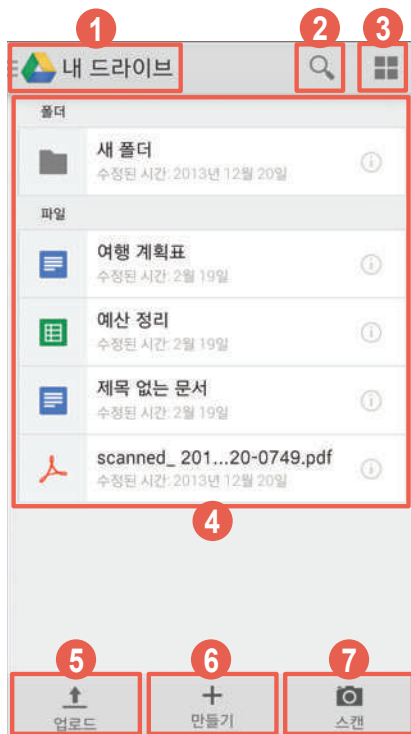 1
2
3
내 드라이브
폴더
새 폴더
수정된 시간: 2013년 12월 20일
파일
여행 계획표
수정된 시간: 2월 19일
예산 정리
수정된 시간: 2월 19일
제목 없는 문서
수정된 시간: 2월 19일
scanned_ 201...20-0749.pdf
수정된 시간: 2013년 12월 20일
4
5
6
7
업로드
만들기
스캔